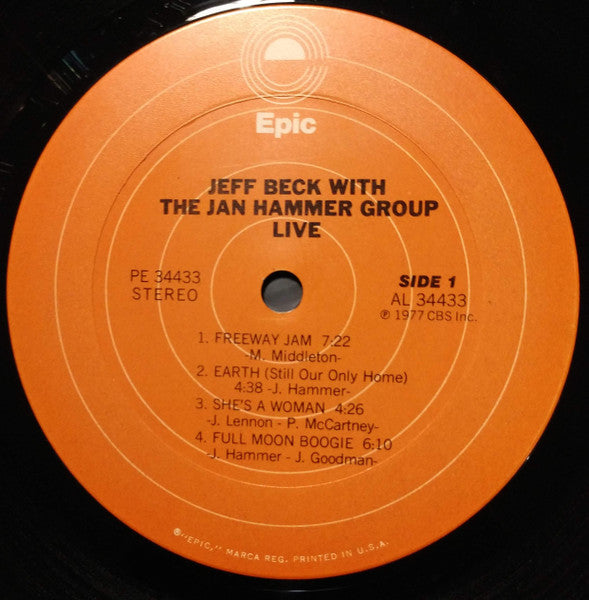 Epic
JEFF BECK WITH
THE JAN HAMMER GROUP
LIVE
PE 34433
STEREO
SIDE 1
AL 34433
℗ 1977 CBS Inc.
1. FREEWAY JAM 7:22
-M. Middleton-
2. EARTH (Still Our Only Home)
4:38 -J. Hammer-
3. SHE'S A WOMAN 4:26
-J. Lennon - P. McCartney-
4. FULL MOON BOOGIE 6:10
-J. Hammer - J. Goodman-
®"EPIC," MARCA REG. PRINTED IN U.S.A.